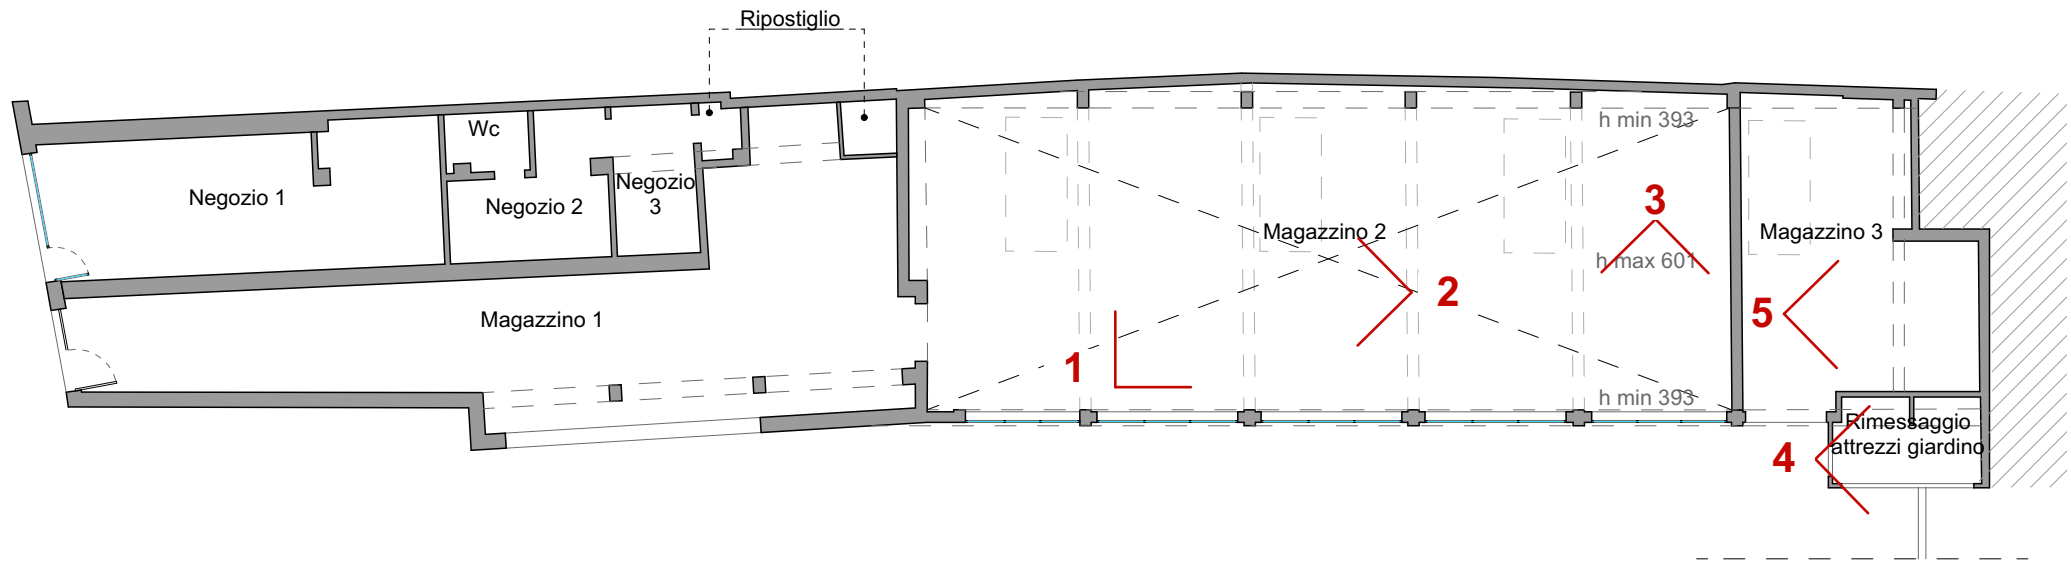 Ripostiglio
Wc
Negozio 1
Negozio 2
Negozio
3
Magazzino 1
h min 393
Magazzino 2
h max 601
h min 393
Magazzino 3
1
2
3
5
4
Rimessaggio
attrezzi giardino